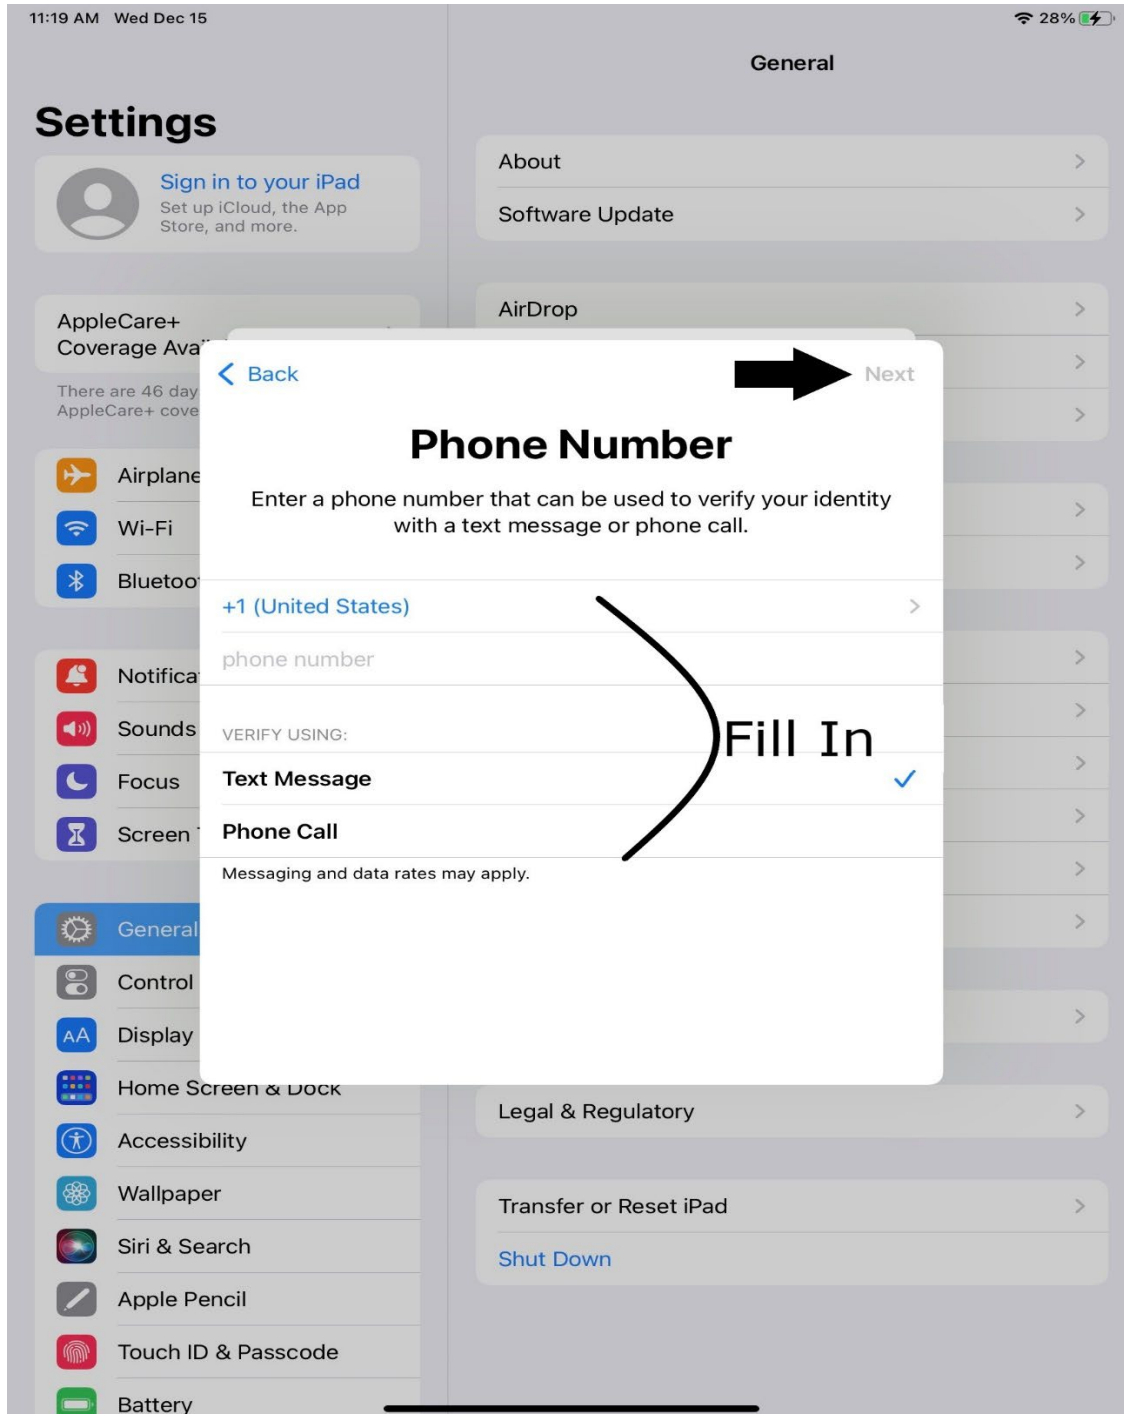 11:19 AM Wed Dec 15
28%
Settings
Sign in to your iPad
Set up iCloud, the App
Store, and more.
AppleCare+
Coverage Ava
There are 46 day
AppleCare+ cove
Airplane
Wi-Fi
Bluetoo
Notifica
Sounds
Focus
Screen
General
Control
Display
Home Screen & Dock
Accessibility
Wallpaper
Siri & Search
Apple Pencil
Touch ID & Passcode
Battery
General
About
Software Update
AirDrop
Legal & Regulatory
Transfer or Reset iPad
Shut Down
Back
Next
Phone Number
Enter a phone number that can be used to verify your identity
with a text message or phone call.
+1 (United States)
phone number
VERIFY USING:
Text Message
Phone Call
Messaging and data rates may apply.
Fill In
AA